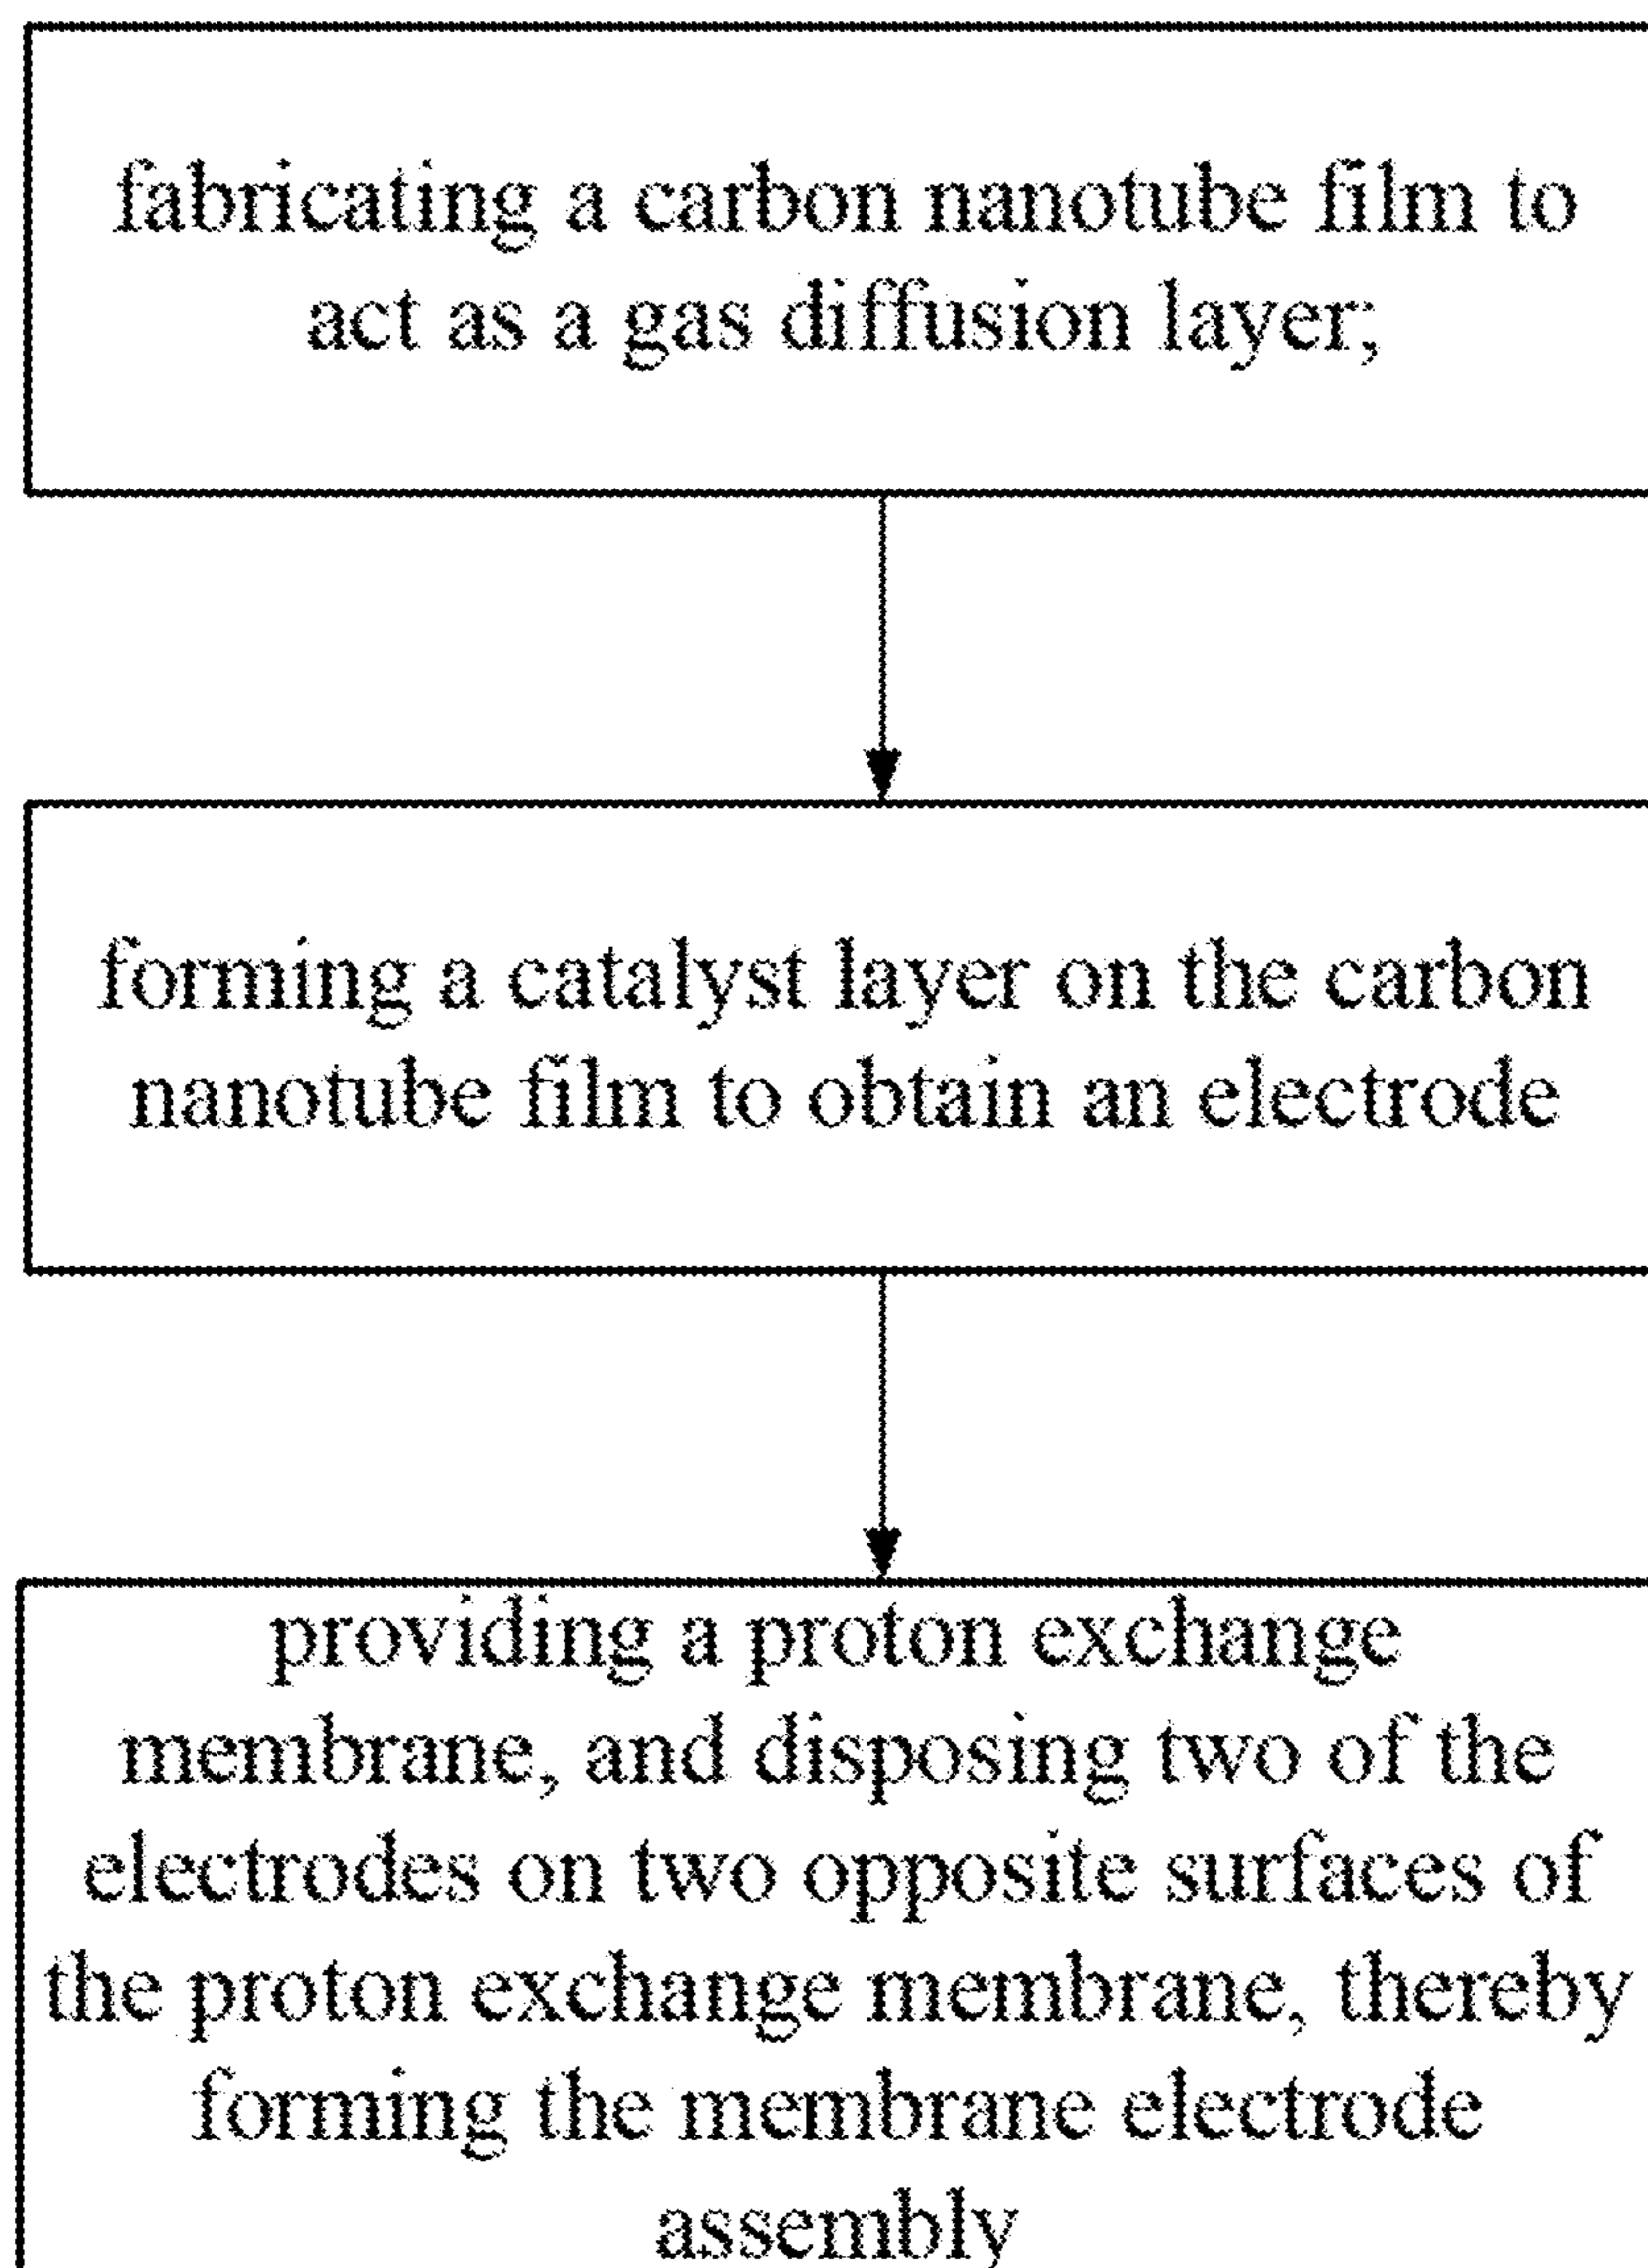 fabricating a carbon nanotube film to
act as a gas diffusion layer;
forming a catalyst layer on the carbon
nanotube film to obtain an electrode
providing a proton exchange
membrane, and disposing two of the
electrodes on two opposite surfaces of
the proton exchange membrane, thereby
forming the membrane electrode
assembly